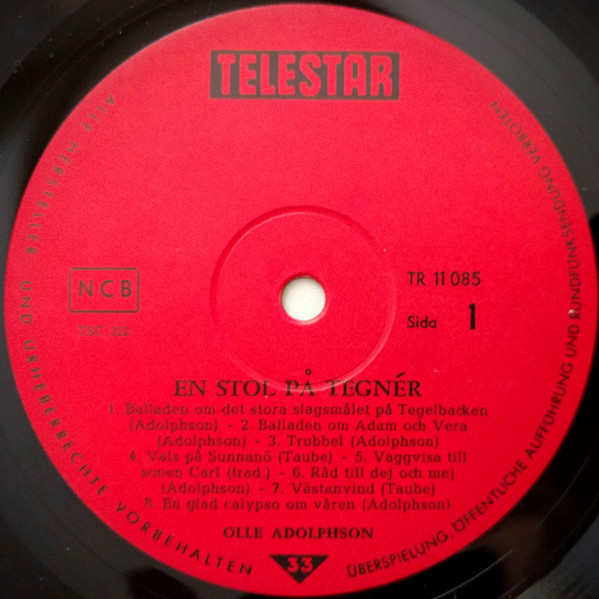 TELESTAR
ALLE HERSTELLER- UND URHEBERRECHTE VORBEHALTEN
ÜBERSPIELUNG, ÖFFENTLICHE AUFFÜHRUNG UND RUNDFUNKSENDUNG VERBOTEN
NCB
TR 11 085
Sida 1
EN STOL PÅ TEGNÉR
1. Balladen om det stora slagsmålet på Tegelbacken
(Adolphson) - 2. Balladen om Adam och Vera
(Adolphson) - 3. Trubbel (Adolphson)
4. Vals på Sunnanö (Taube) - 5. Vaggvisa till
sonen Carl (trad.) - 6. Råd till dej och mej
(Adolphson) - 7. Västanvind (Taube)
8. En glad calypso om våren (Adolphson)
OLLE ADOLPHSON
33